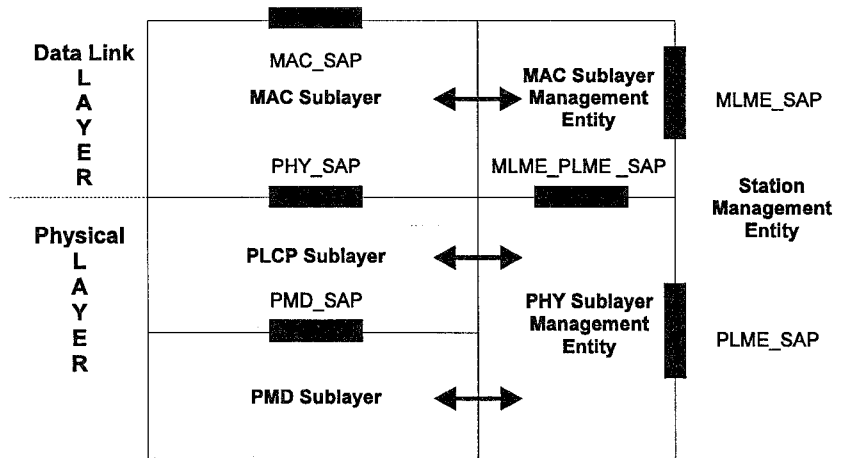 Data Link
L
A
Y
E
R
MAC_SAP
MAC Sublayer
MAC Sublayer
Management
Entity
MLME_SAP
PHY_SAP
MLME_PLME _SAP
Station
Management
Entity
Physical
L
A
Y
E
R
PLCP Sublayer
PMD_SAP
PHY Sublayer
Management
Entity
PLME_SAP
PMD Sublayer